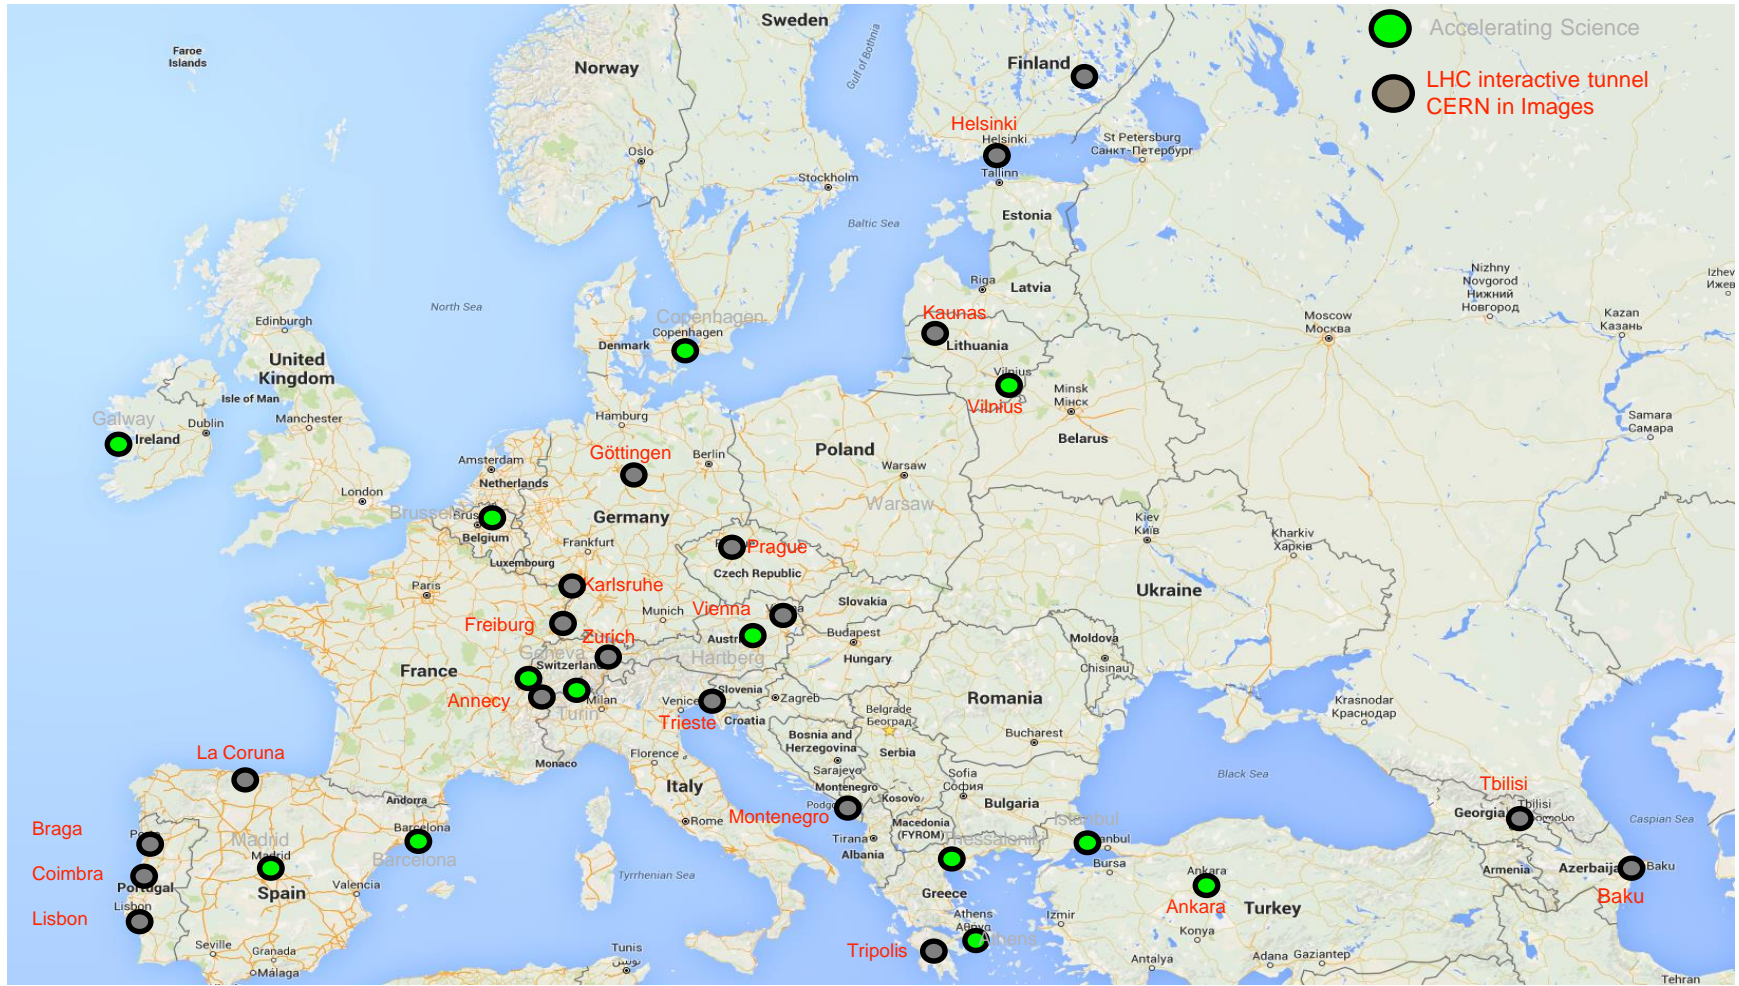 Sweden
Accelerating Science
Faroe
Islands
Norway
Gulf of Bothnia
Finland
LHC interactive tunnel
CERN in Images
Helsinki
Helsinki
St Petersburg
Санкт-Петербург
Oslo
Stockholm
Tallinn
Estonia
Baltic Sea
Nizhny
Novgorod
Нижний
Новгород
Izhev
Ижев
Riga
Latvia
North Sea
Edinburgh
Copenhagen
Copenhagen
Denmark
Kaunas
Lithuania
Moscow
Москва
Kazan
Казань
United
Kingdom
Isle of Man
Vilnius
Vilnius
Minsk
Мінск
Belarus
Galway
Dublin
Ireland
Manchester
Hamburg
Samara
Самара
Göttingen
Berlin
Poland
Warsaw
Warsaw
Amsterdam
Netherlands
London
Brussels
Belgium
Germany
Kiev
Київ
Kharkiv
Харків
Frankfurt
Luxembourg
Prague
Czech Republic
Paris
Karlsruhe
Ukraine
Slovakia
Munich
Vienna
Freiburg
Zurich
Geneva
Switzerland
Hartberg
Budapest
Hungary
Moldova
Chisinau
France
Annecy
Turin
Milan
Venice
Trieste
Slovenia
Zagreb
Croatia
Romania
Belgrade
Београд
Krasnodar
Краснодар
Bosnia and
Herzegovina
Serbia
Bucharest
La Coruna
Monaco
Florence
Sarajevo
Montenegro
Sofia
София
Black Sea
Italy
Andorra
Kosovo
Bulgaria
Tbilisi
Tbilisi
Georgia
Caspian Sea
Braga
Barcelona
Barcelona
Rome
Montenegro
Macedonia
(FYROM)
Tirana
Albania
Thessaloniki
Istanbul
Bursa
Madrid
Madrid
Armenia
Azerbaijan
Baku
Baku
Coimbra
Portugal
Spain
Valencia
Tyrrhenian Sea
Greece
Ankara
Ankara
Turkey
Lisbon
Lisbon
Athens
Αθήνα
Athens
Izmir
Konya
Tripolis
Seville
Granada
Málaga
Tunis
تونس
Antalya
Adana
Gaziantep
Tehran